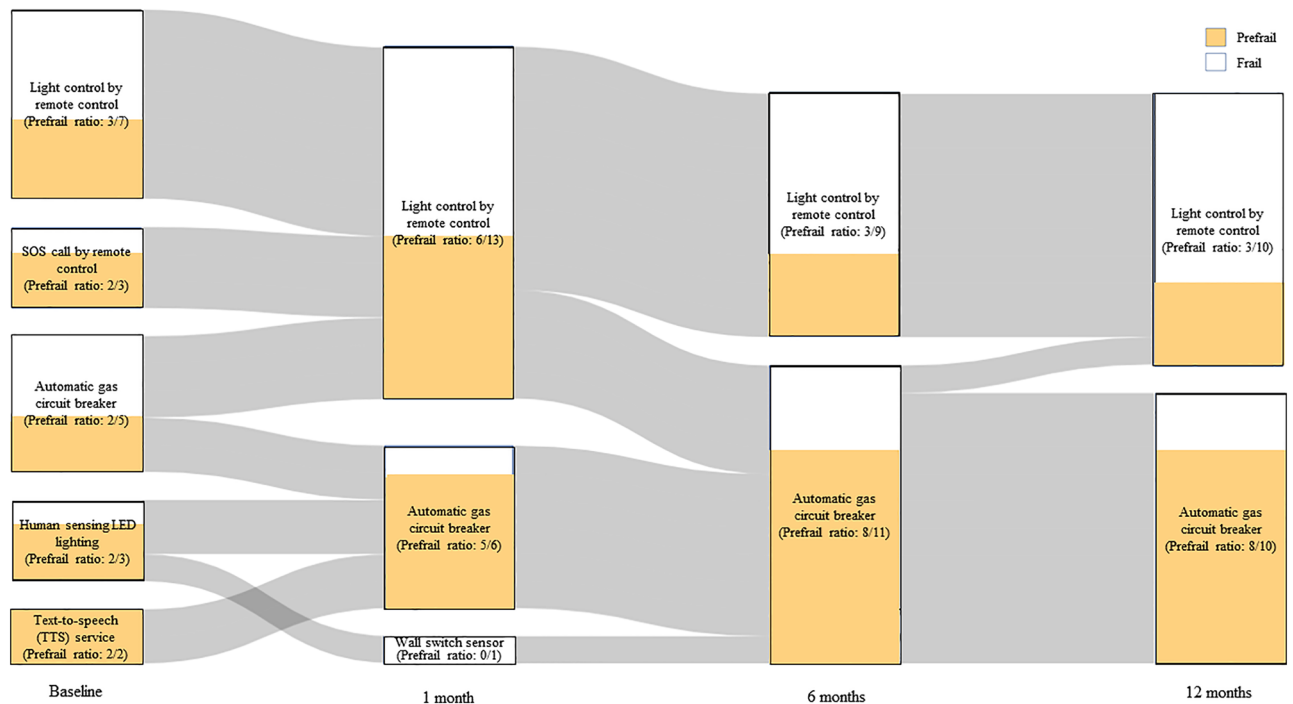 Prefrail
Frail
Light control by
remote control
(Prefrail ratio: 3/7)
SOS call by remote
control
(Prefrail ratio: 2/3)
Automatic gas
circuit breaker
(Prefrail ratio: 2/5)
Human sensing LED
lighting
(Prefrail ratio: 2/3)
Text-to-speech
(TTS) service
(Prefrail ratio: 2/2)
Baseline
Light control by
remote control
(Prefrail ratio: 6/13)
Automatic gas
circuit breaker
(Prefrail ratio: 5/6)
Wall switch sensor
(Prefrail ratio: 0/1)
1 month
Light control by
remote control
(Prefrail ratio: 3/9)
Automatic gas
circuit breaker
(Prefrail ratio: 8/11)
6 months
Light control by
remote control
(Prefrail ratio: 3/10)
Automatic gas
circuit breaker
(Prefrail ratio: 8/10)
12 months